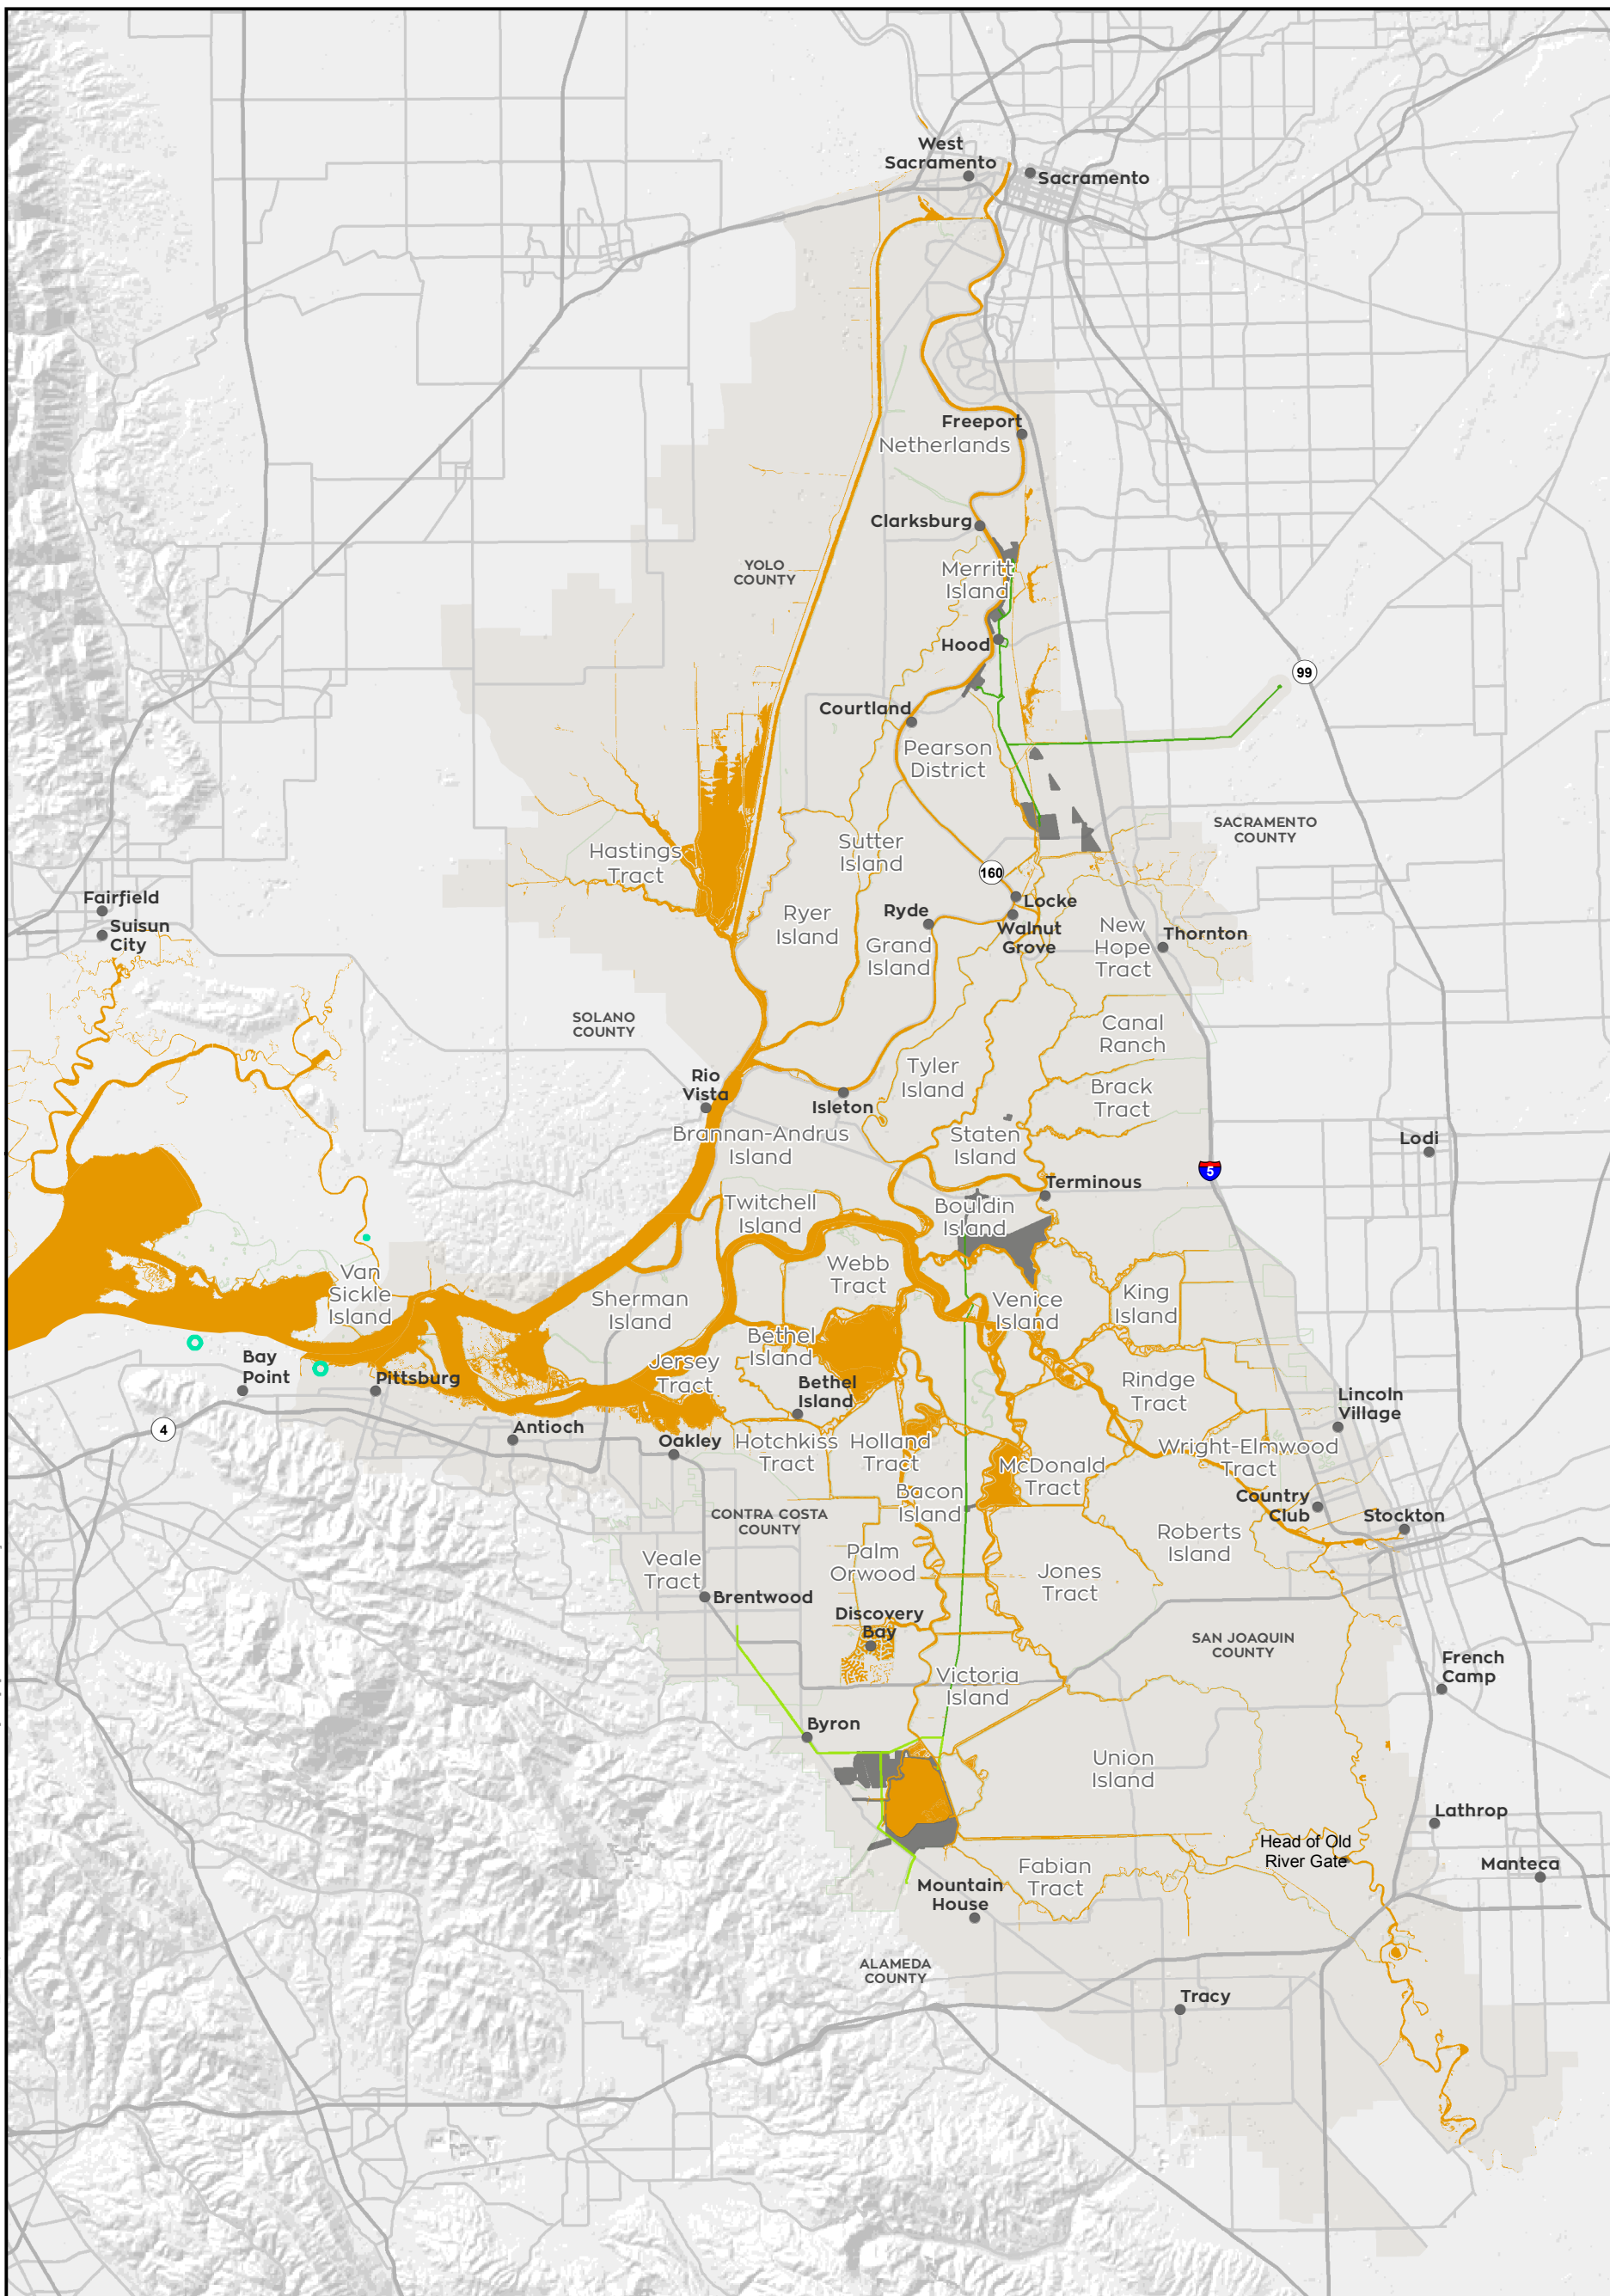 West
Sacramento
Sacramento
Freeport
Netherlands
Clarksburg
YOLO
COUNTY
Merritt
Island
Hood
99
Courtland
Pearson
District
SACRAMENTO
COUNTY
Hastings
Tract
Sutter
Island
160
Fairfield
Suisun
City
Locke
Ryer
Island
Ryde
Walnut
Grove
Grand
Island
New
Hope
Tract
Thornton
SOLANO
COUNTY
Canal
Ranch
Rio
Vista
Tyler
Island
Brack
Tract
Isleton
Brannan-Andrus
Island
Staten
Island
Lodi
5
Terminous
Twitchell
Island
Bouldin
Island
Van
Sickle
Island
Webb
Tract
Sherman
Island
Venice
Island
King
Island
Bethel
Island
Bay
Point
Pittsburg
Jersey
Tract
Bethel
Island
Rindge
Tract
Lincoln
Village
4
Antioch
Oakley
Hotchkiss
Tract
Holland
Tract
McDonald
Tract
Wright-Elmwood
Tract
Bacon
Island
Country
Club
Stockton
CONTRA COSTA
COUNTY
Roberts
Island
Veale
Tract
Palm
Orwood
Jones
Tract
Brentwood
Discovery
Bay
SAN JOAQUIN
COUNTY
French
Camp
Victoria
Island
Byron
Union
Island
Lathrop
Head of Old
River Gate
Manteca
Fabian
Tract
Mountain
House
ALAMEDA
COUNTY
Tracy